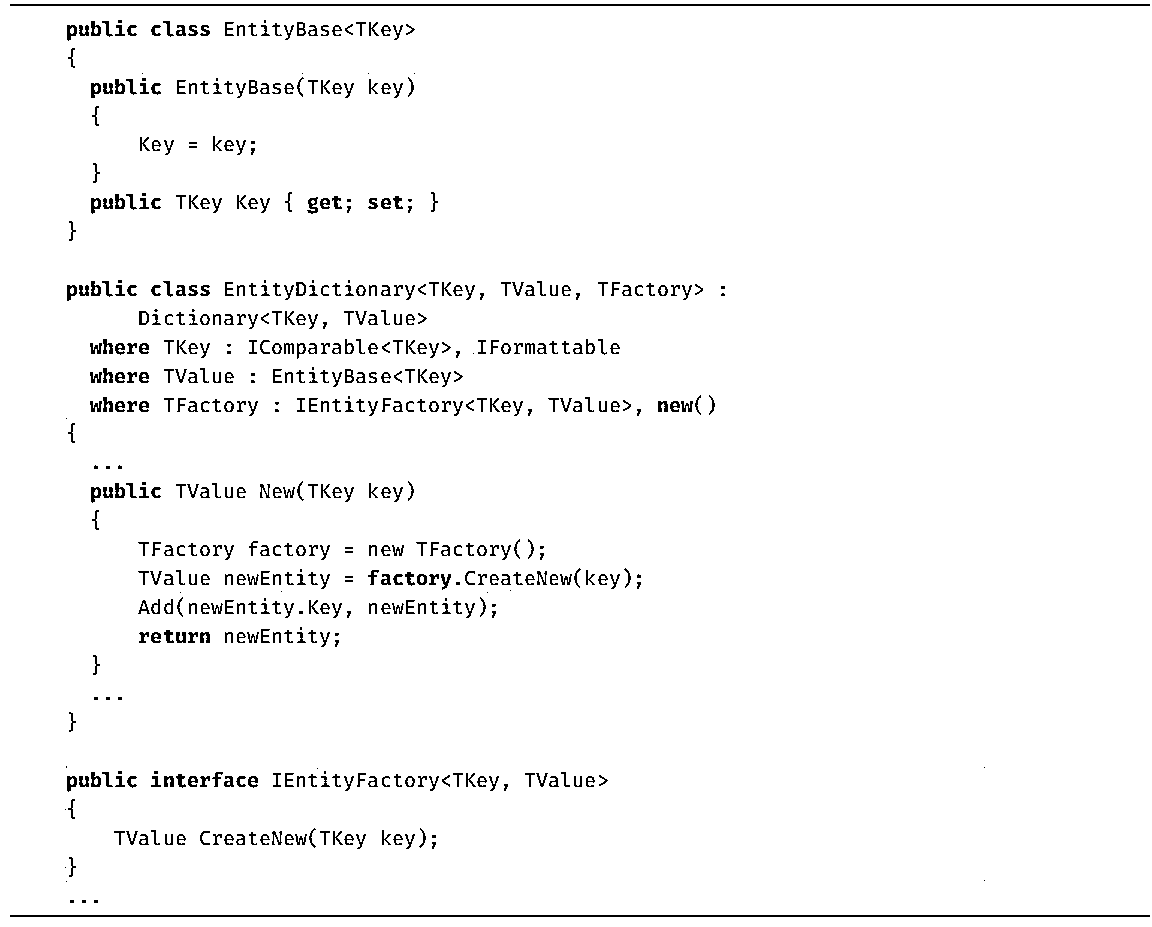 public class EntityBase<TKey>
{
  public EntityBase(TKey key)
  {
      Key = key;
  }
  public TKey Key { get; set; }
}

public class EntityDictionary<TKey, TValue, TFactory> :
      Dictionary<TKey, TValue>
  where TKey : IComparable<TKey>, IFormattable
  where TValue : EntityBase<TKey>
  where TFactory : IEntityFactory<TKey, TValue>, new()
{
  ...
  public TValue New(TKey key)
  {
      TFactory factory = new TFactory();
      TValue newEntity = factory.CreateNew(key);
      Add(newEntity.Key, newEntity);
      return newEntity;
  }
  ...
}

public interface IEntityFactory<TKey, TValue>
{
    TValue CreateNew(TKey key);
}
...